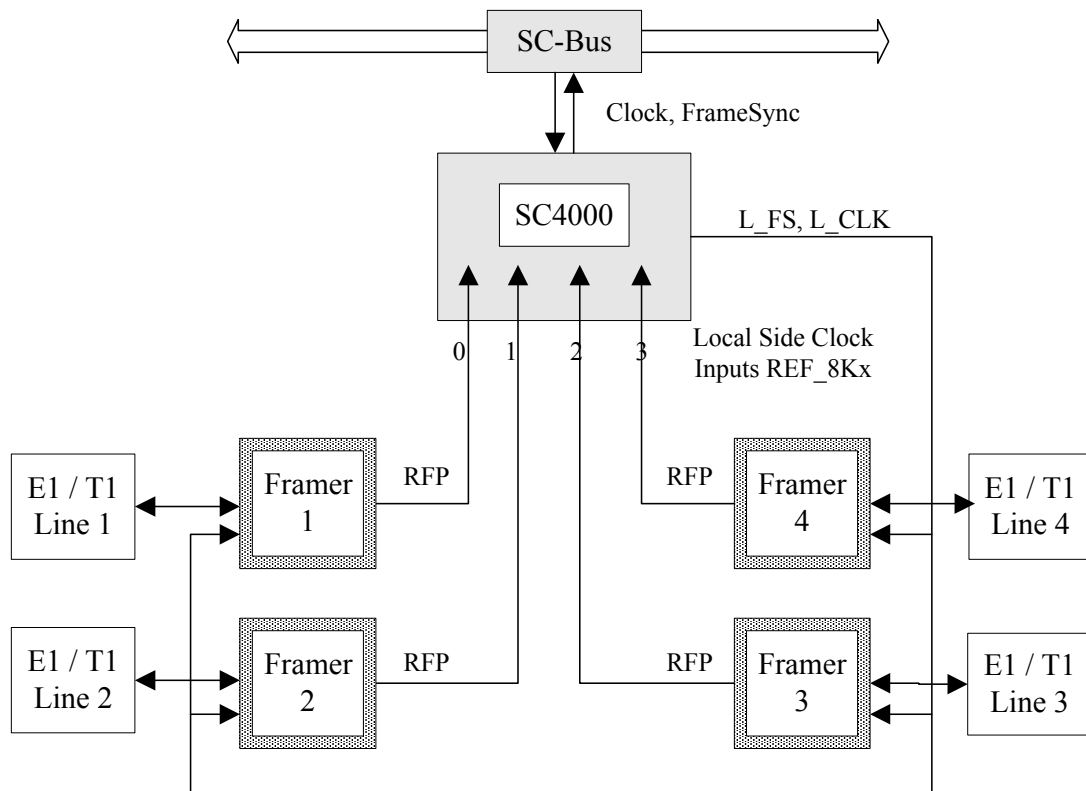 SC-Bus
Clock, FrameSync
SC4000
L_FS, L_CLK
0
1
2
3
Local Side Clock
Inputs REF_8Kx
E1 / T1
Line 1
Framer
1
RFP
RFP
Framer
4
E1 / T1
Line 4
E1 / T1
Line 2
Framer
2
RFP
RFP
Framer
3
E1 / T1
Line 3